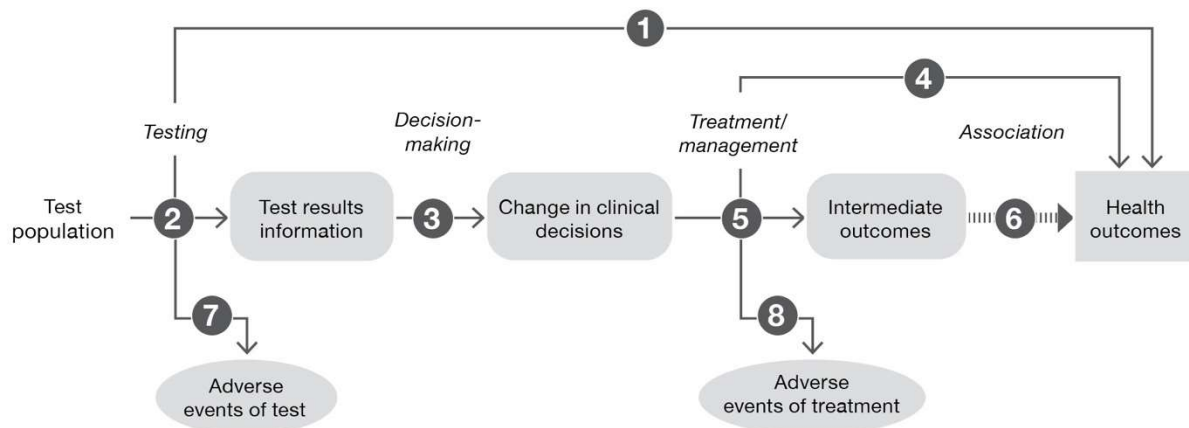 1
4
Testing
Decision-
making
Treatment/
management
Association
Test
population
2
Test results
information
3
Change in clinical
decisions
5
Intermediate
outcomes
6
Health
outcomes
7
8
Adverse
events of test
Adverse
events of treatment